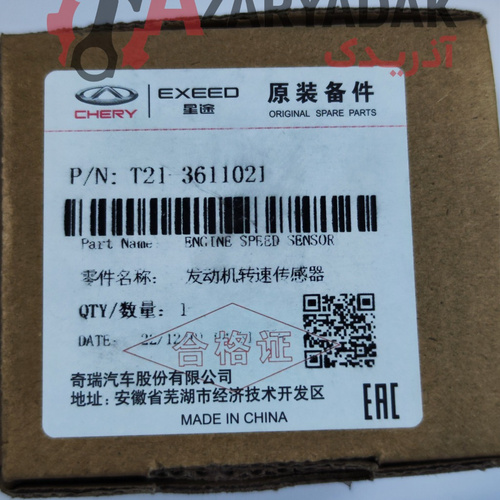 AZARYADAK
آذریدک
CHERY
EXEED
星途
原装备件
ORIGINAL SPARE PARTS
P/N: T21-3611021
Part Name ENGINE SPEED SENSOR
零件名称: 发动机转速传感器
QTY/数量: 1
DATE:
合格证
奇瑞汽车股份有限公司
地址: 安徽省芜湖市经济技术开发区
MADE IN CHINA
EAC